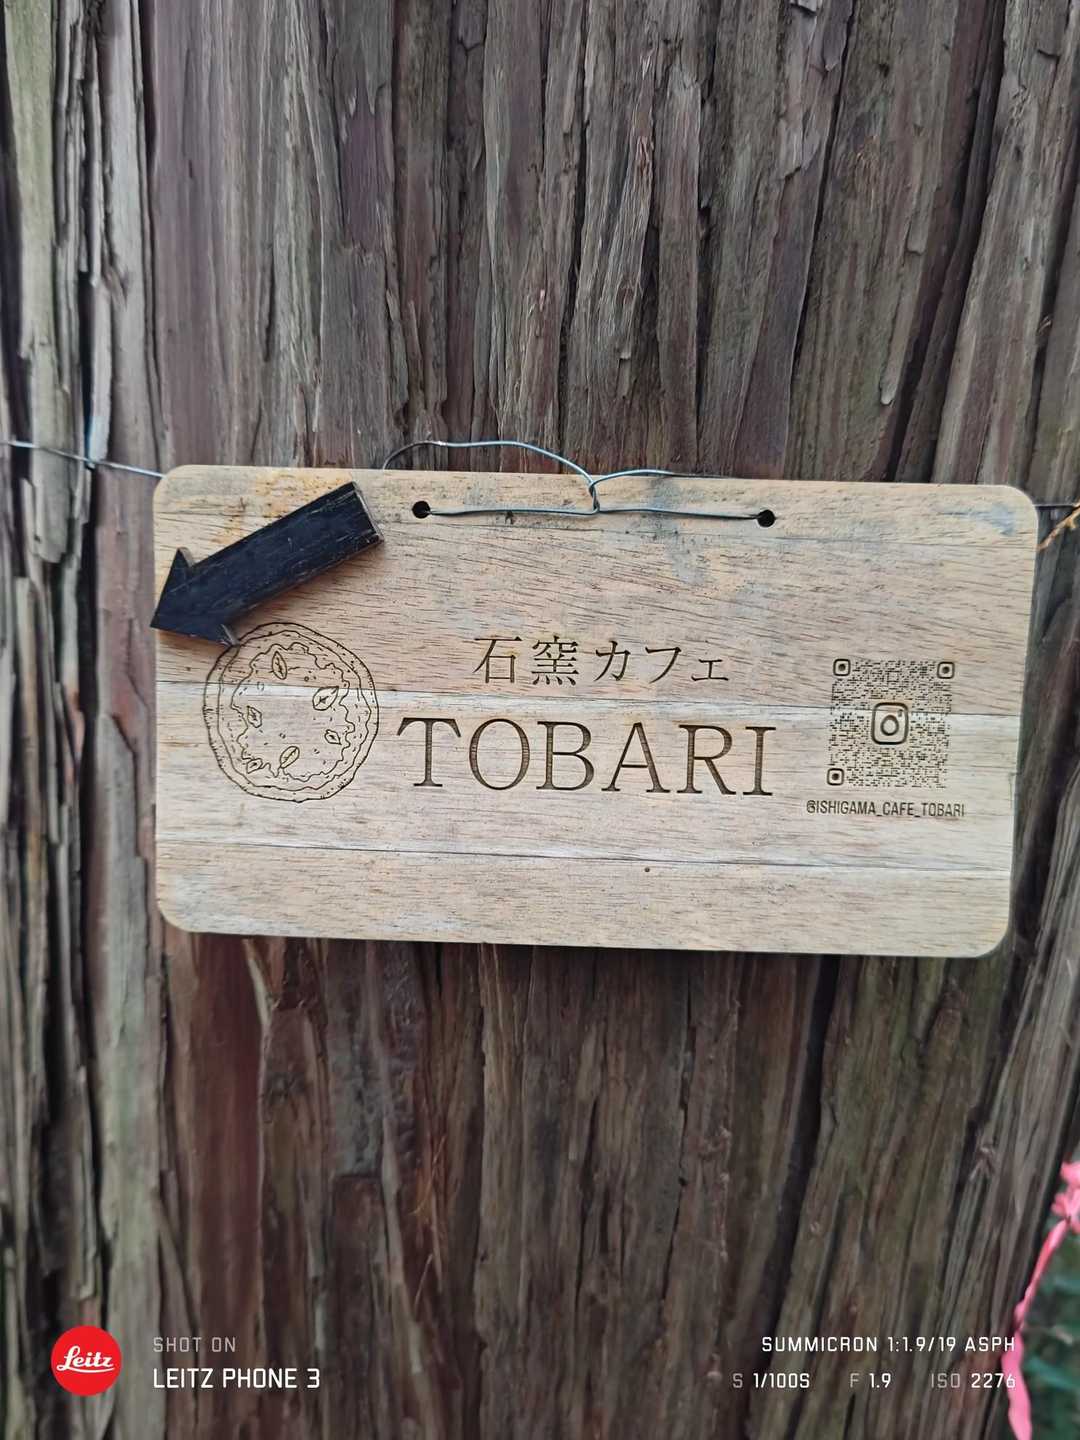 石窯カフェ
TOBARI
@ISHIGAMA_CAFE_TOBARI
Leitz
SHOT ON
LEITZ PHONE 3
SUMMICRON 1:1.9/19 ASPH
S 1/100S F 1.9 ISO 2276